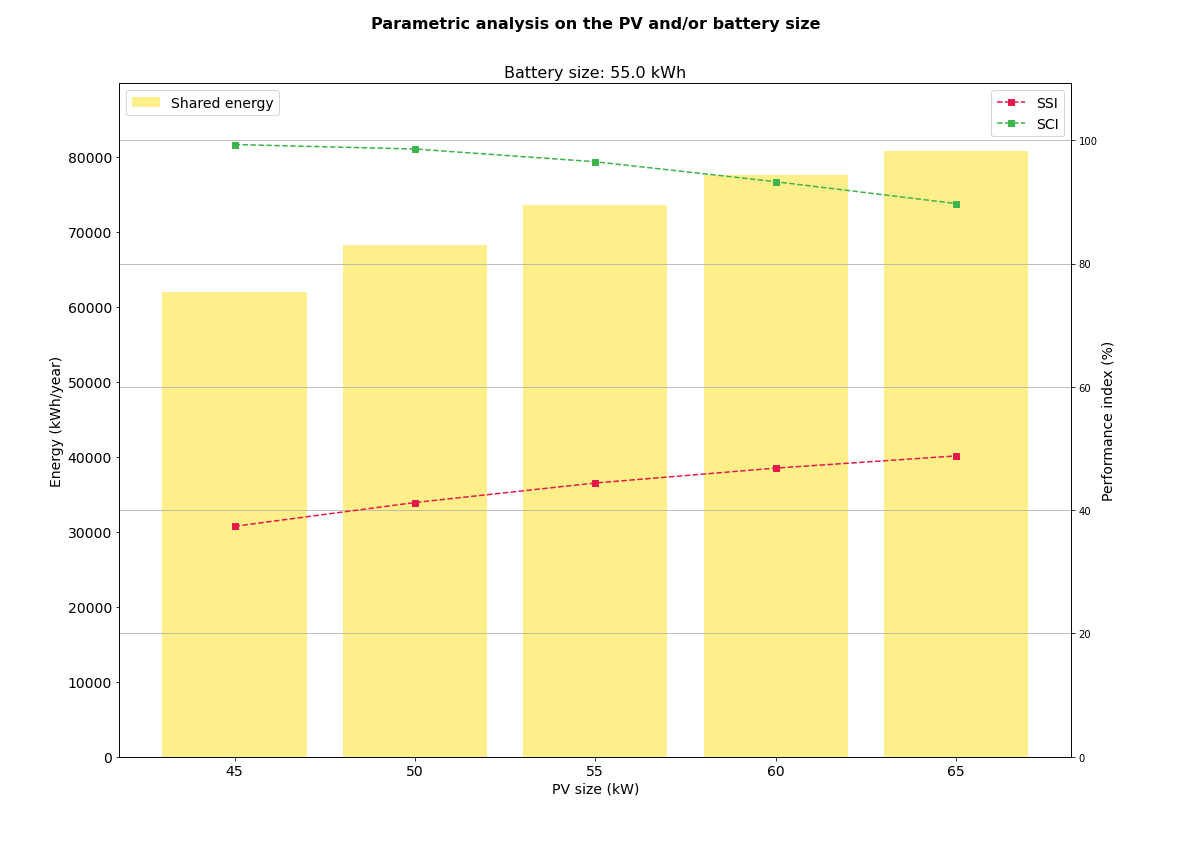 Parametric analysis on the PV and/or battery size
Battery size: 55.0 kWh
Shared energy
SSI
SCI
Energy (kWh/year)
80000
70000
60000
50000
40000
30000
20000
10000
0
100
80
60
40
20
0
Performance index (%)
45 50 55 60 65
PV size (kW)